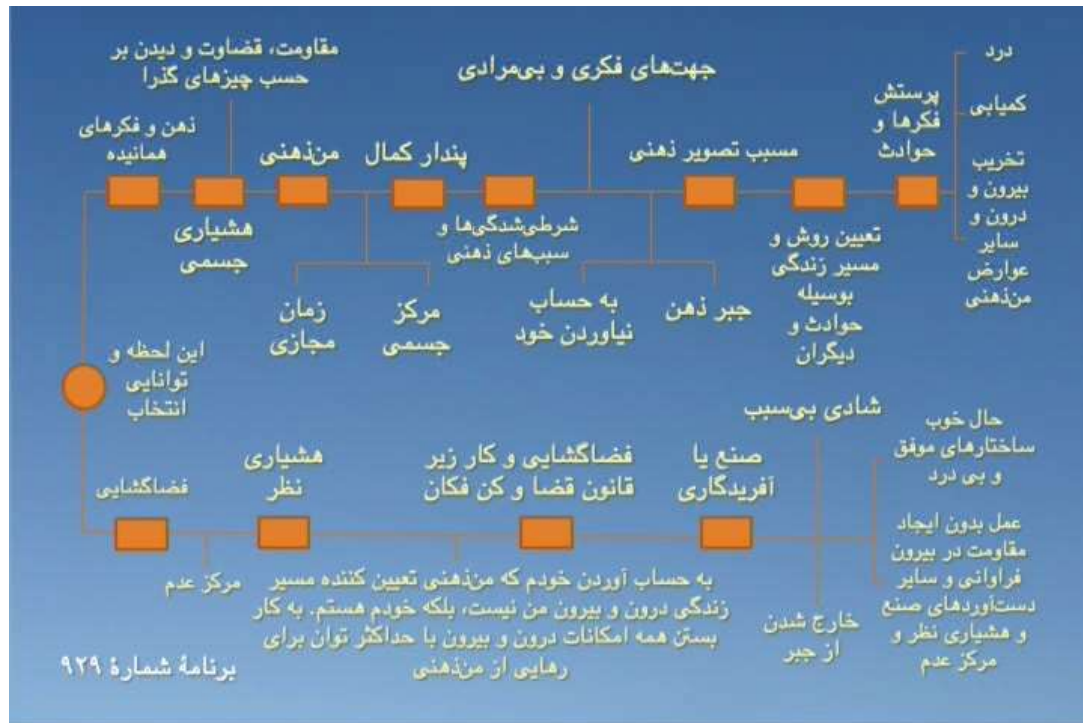 مقاومت، قضاوت و دیدن بر
حسب چیزهای گذرا
جهت‌های فکری و بی‌مرادی
درد
کمیابی
تخریب
بیرون و
درون و
سایر
عوارض
من‌ذهنی
پرستش
فکرها و
حوادث
ذهن و فکرهای
همانیده
من‌ذهنی
پندار کمال
مسبب تصویر ذهنی
هشیاری
جسمی
شرطی‌شدگی‌ها و
سبب‌های ذهنی
تعیین روش و
مسیر زندگی
بوسیله
حوادث و
دیگران
زمان
مجازی
مرکز
جسمی
به حساب
نیاوردن خود
جبر ذهن
این لحظه و
توانایی
انتخاب
شادی بی‌سبب
حال خوب
ساختارهای موفق
و بی درد
فضاگشایی
هشیاری
نظر
فضاگشایی و کار زیر
قانون قضا و کن فکان
صنع یا
آفریدگاری
عمل بدون ایجاد
مقاومت در بیرون
فراوانی و سایر
دست‌آوردهای صنع
و هشیاری نظر و
مرکز عدم
مرکز عدم
به حساب آوردن خودم که من‌ذهنی تعیین کننده مسیر
زندگی درون و بیرون من نیست، بلکه خودم هستم. به کار
بستن همه امکانات درون و بیرون با حداکثر توان برای
رهایی از من‌ذهنی
خارج شدن
از جبر
برنامهٔ شمارهٔ ۹۲۹